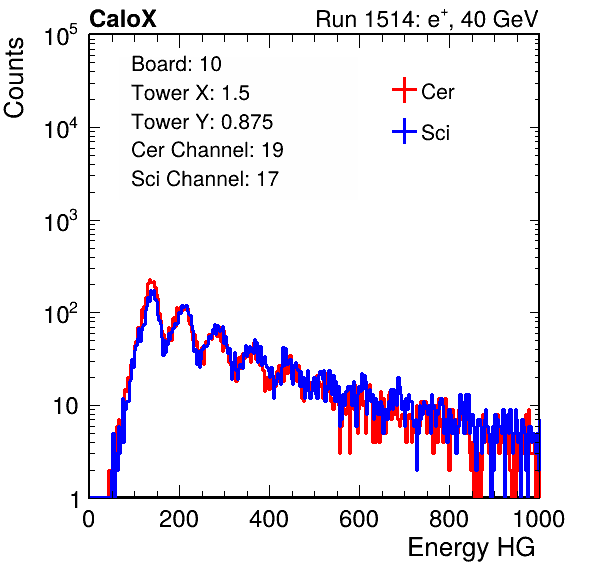 CaloX Run 1514: e⁺, 40 GeV
Counts
Board: 10
Tower X: 1.5
Tower Y: 0.875
Cer Channel: 19
Sci Channel: 17
Cer
Sci
10⁵
10⁴
10³
10²
10
1
0 200 400 600 800 1000
Energy HG